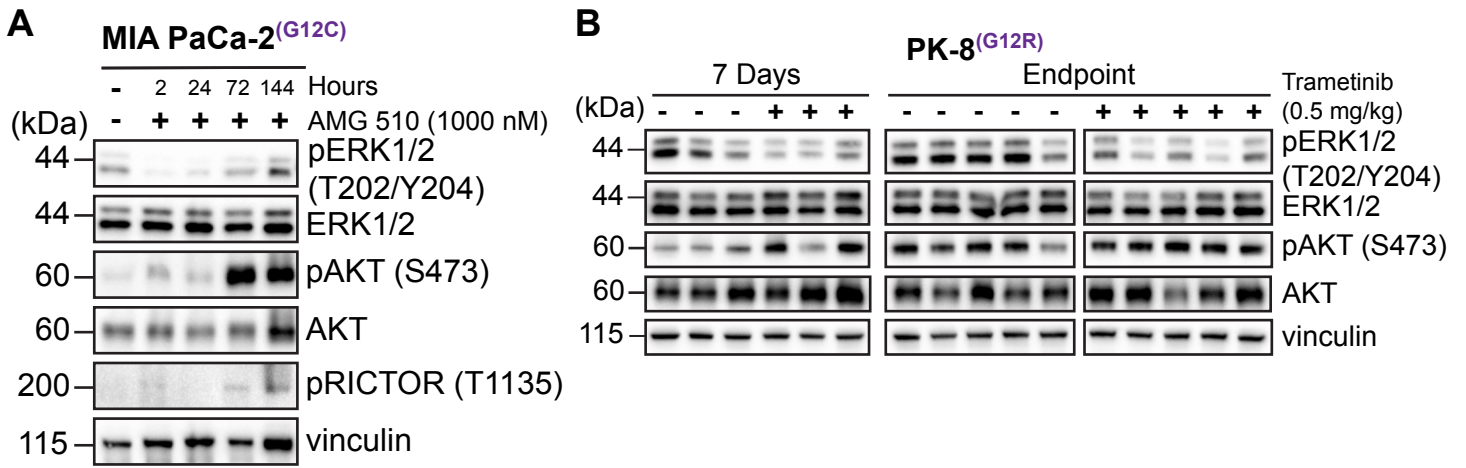 A
MIA PaCa-2(G12C)
- 2 24 72 144 Hours
(kDa) - + + + + AMG 510 (1000 nM)
44 pERK1/2
(T202/Y204)
44 ERK1/2
60 pAKT (S473)
60 AKT
200 pRICTOR (T1135)
115 vinculin
B
PK-8(G12R)
7 Days Endpoint Trametinib
(kDa) - - - + + + - - - - - + + + + + (0.5 mg/kg)
44 pERK1/2
(T202/Y204)
44 ERK1/2
60 pAKT (S473)
60 AKT
115 vinculin